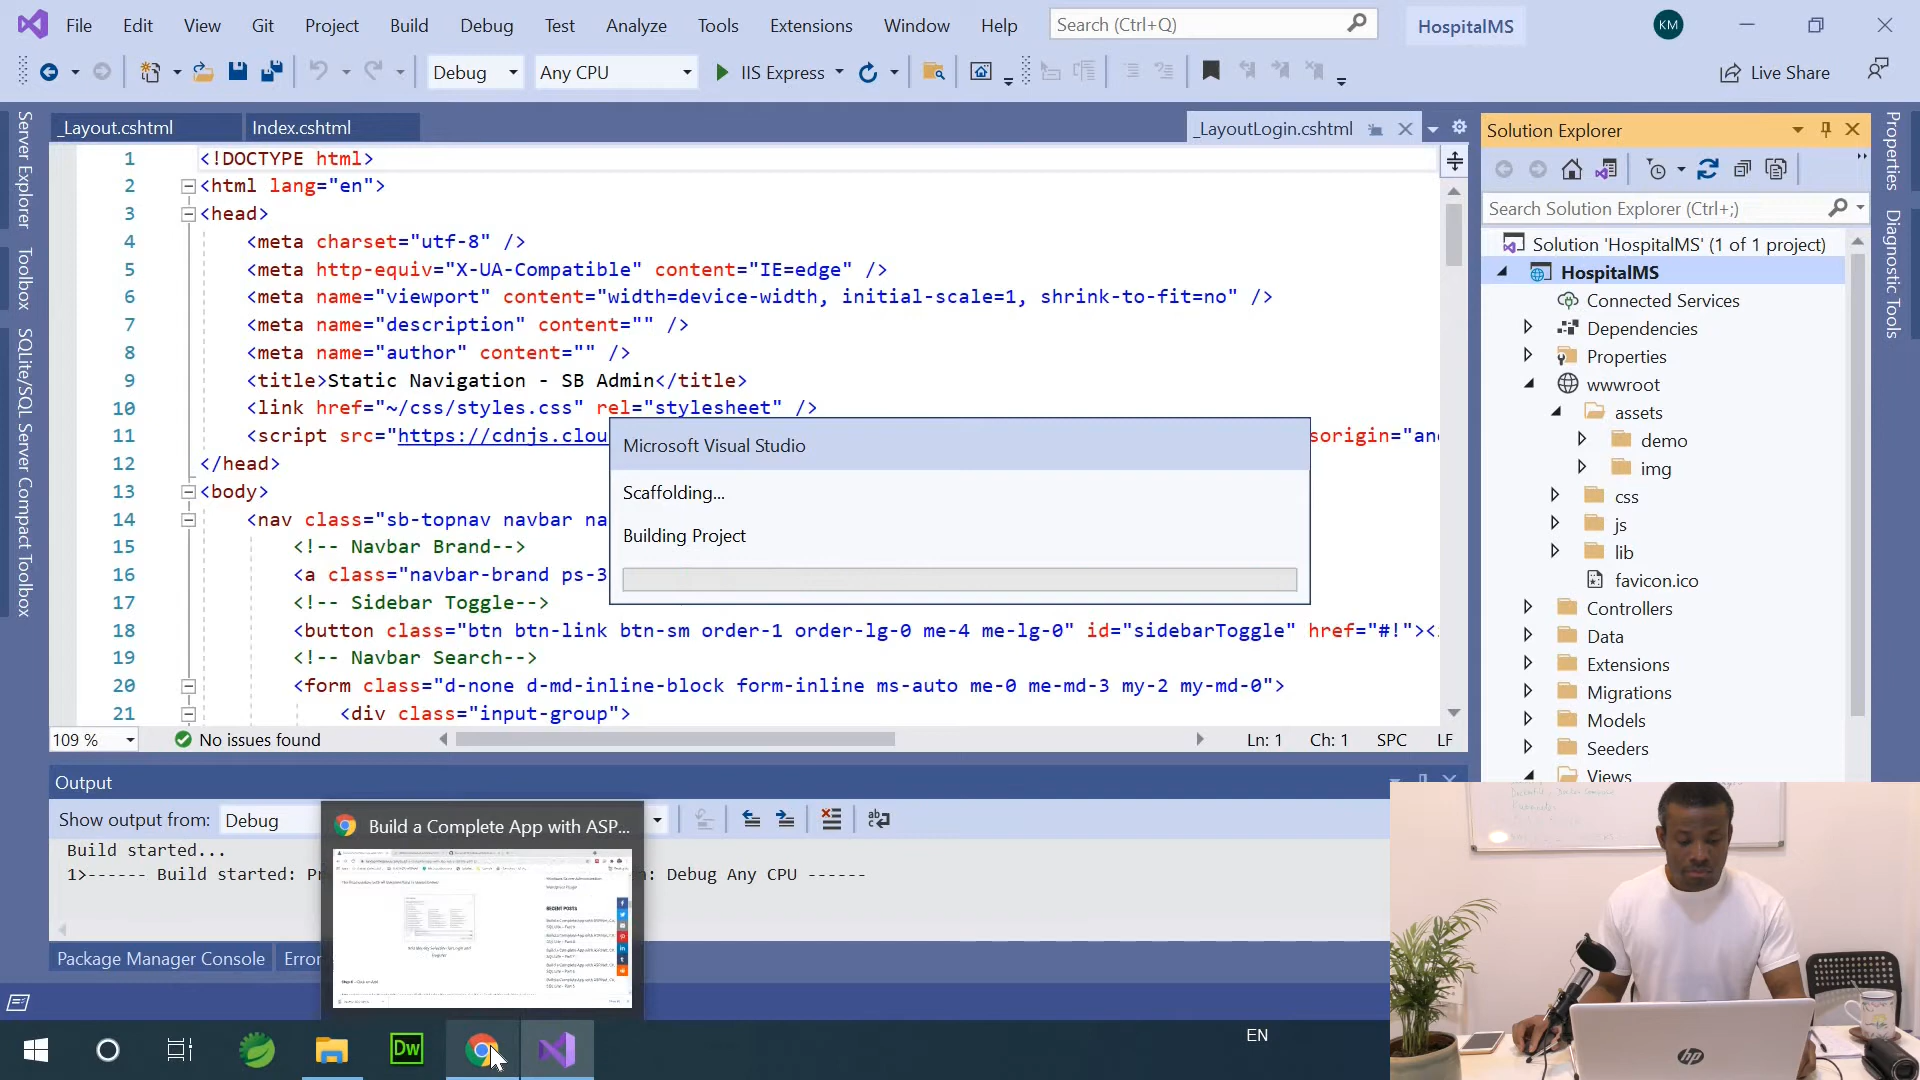 File Edit View Git Project Build Debug Test Analyze Tools Extensions Window Help Search (Ctrl+Q) HospitalMS KM
Debug Any CPU IIS Express Live Share
_Layout.cshtml Index.cshtml _LayoutLogin.cshtml
Server Explorer
Toolbox
SQLite/SQL Server Compact Toolbox
1 <!DOCTYPE html>
2 <html lang="en">
3 <head>
4 <meta charset="utf-8" />
5 <meta http-equiv="X-UA-Compatible" content="IE=edge" />
6 <meta name="viewport" content="width=device-width, initial-scale=1, shrink-to-fit=no" />
7 <meta name="description" content="" />
8 <meta name="author" content="" />
9 <title>Static Navigation - SB Admin</title>
10 <link href="~/css/styles.css" rel="stylesheet" />
11 <script src="https://cdnjs.clou sorigin="an
12 </head>
13 <body>
14 <nav class="sb-topnav navbar na
15 <!-- Navbar Brand-->
16 <a class="navbar-brand ps-3
17 <!-- Sidebar Toggle-->
18 <button class="btn btn-link btn-sm order-1 order-lg-0 me-4 me-lg-0" id="sidebarToggle" href="#!"><
19 <!-- Navbar Search-->
20 <form class="d-none d-md-inline-block form-inline ms-auto me-0 me-md-3 my-2 my-md-0">
21 <div class="input-group">
Microsoft Visual Studio
Scaffolding...
Building Project
109 % No issues found Ln: 1 Ch: 1 SPC LF
Solution Explorer
Search Solution Explorer (Ctrl+;)
Solution 'HospitalMS' (1 of 1 project)
HospitalMS
Connected Services
Dependencies
Properties
wwwroot
assets
demo
img
css
js
lib
favicon.ico
Controllers
Data
Extensions
Migrations
Models
Seeders
Views
Properties
Diagnostic Tools
Output
Show output from: Debug
Build started...
1>------ Build started: P : Debug Any CPU ------
Build a Complete App with ASP...
RECENT POSTS
Package Manager Console Erro
Dw
EN
hp